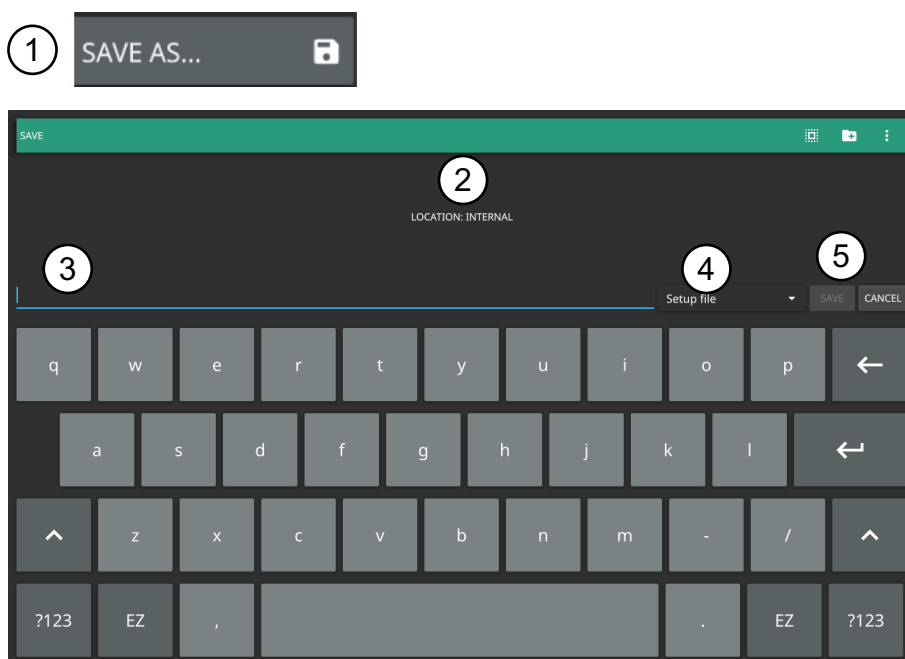 1 SAVE AS...
SAVE
2
LOCATION: INTERNAL
3 4 5
Setup file SAVE CANCEL
q w e r t y u i o p
a s d f g h j k l
z x c v b n m - /
?123 EZ , . EZ ?123